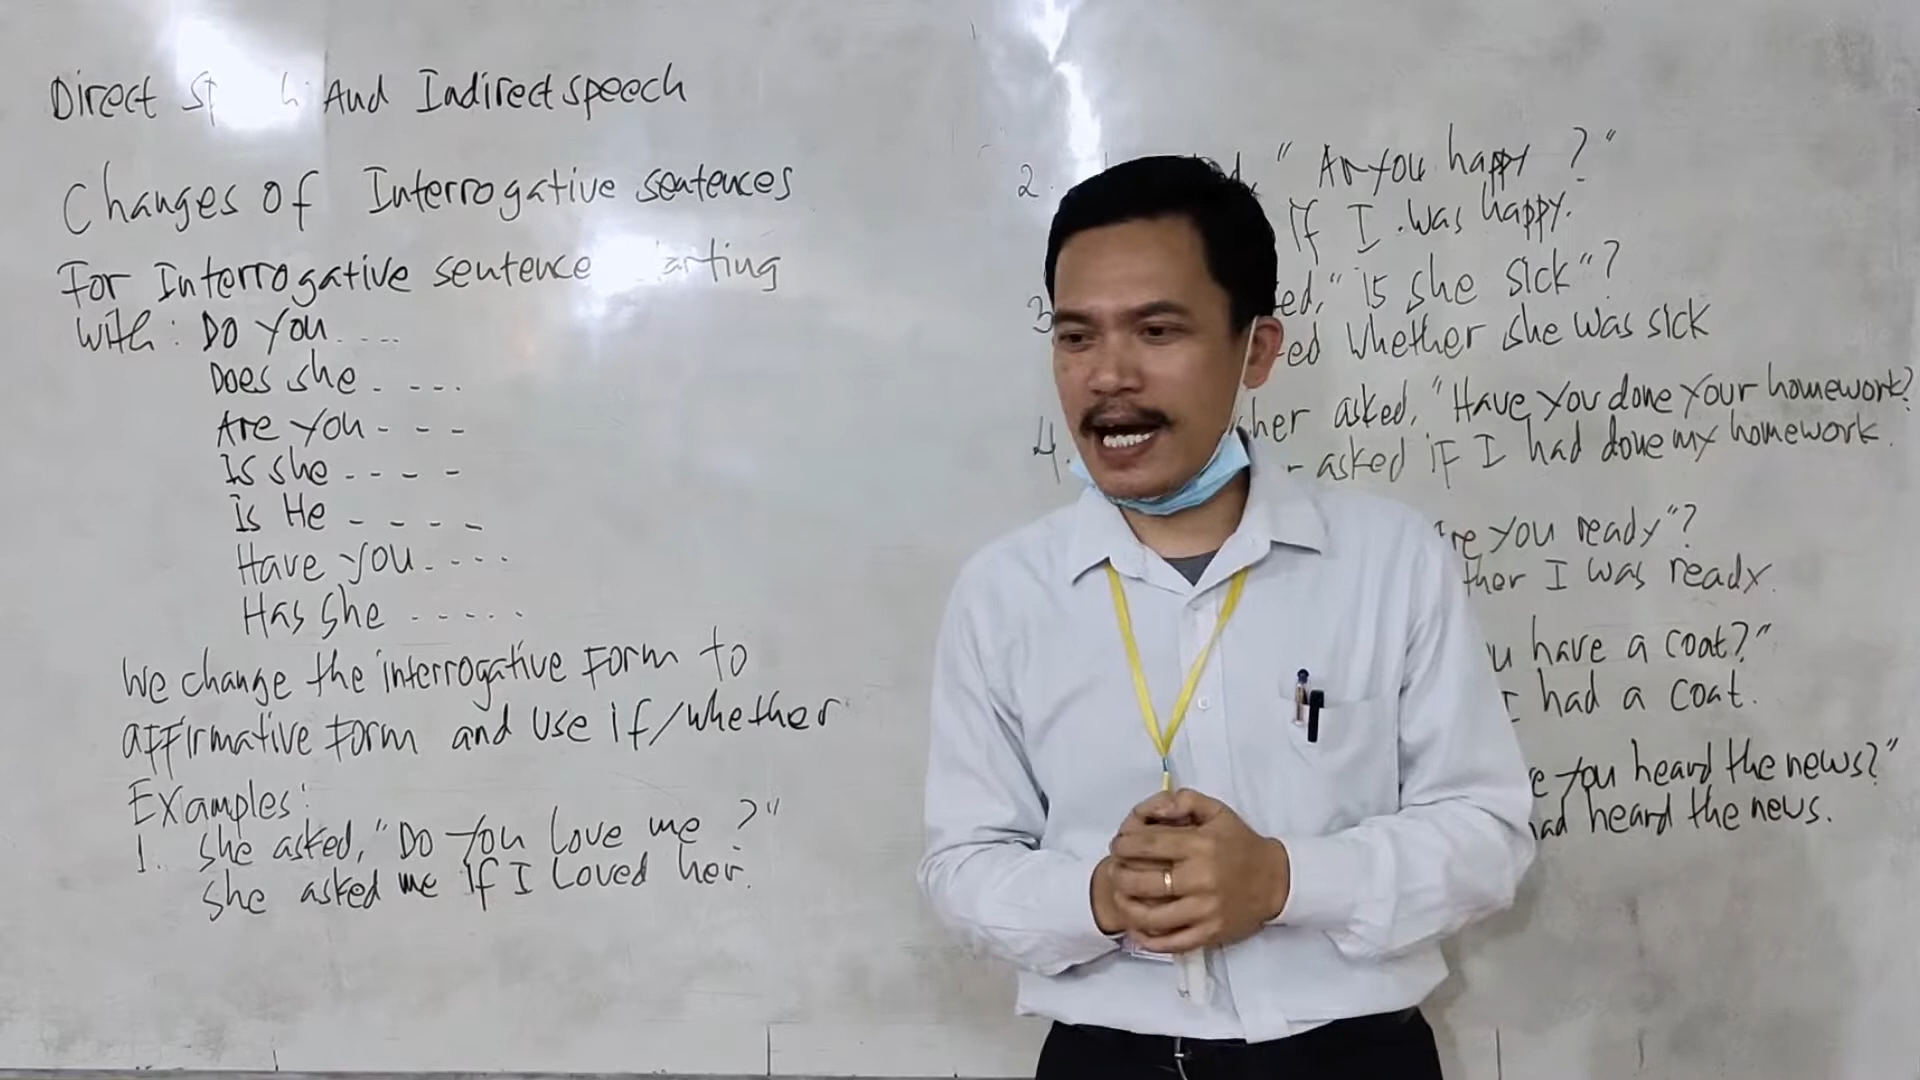 Direct And Indirect speech
Changes of Interrogative sentences
For Interrogative sentence
With: Do you....
Does she. ---.
Are you- - -
Is she - - - -
Is He - - - -
Have you....
Has she .....
We change the interrogative form to
affirmative form and use if/whether
Examples:
1. She asked, "Do you love me ?"
She asked me if I Loved her.
2. " Are you happy ?"
if I was happy.
3 "is she sick"?
Whether she was sick
4. asked, "Have you done your homework?
asked if I had done my homework.
you ready"?
I was ready.
have a coat?"
I had a coat.
you heard the news?"
heard the news.